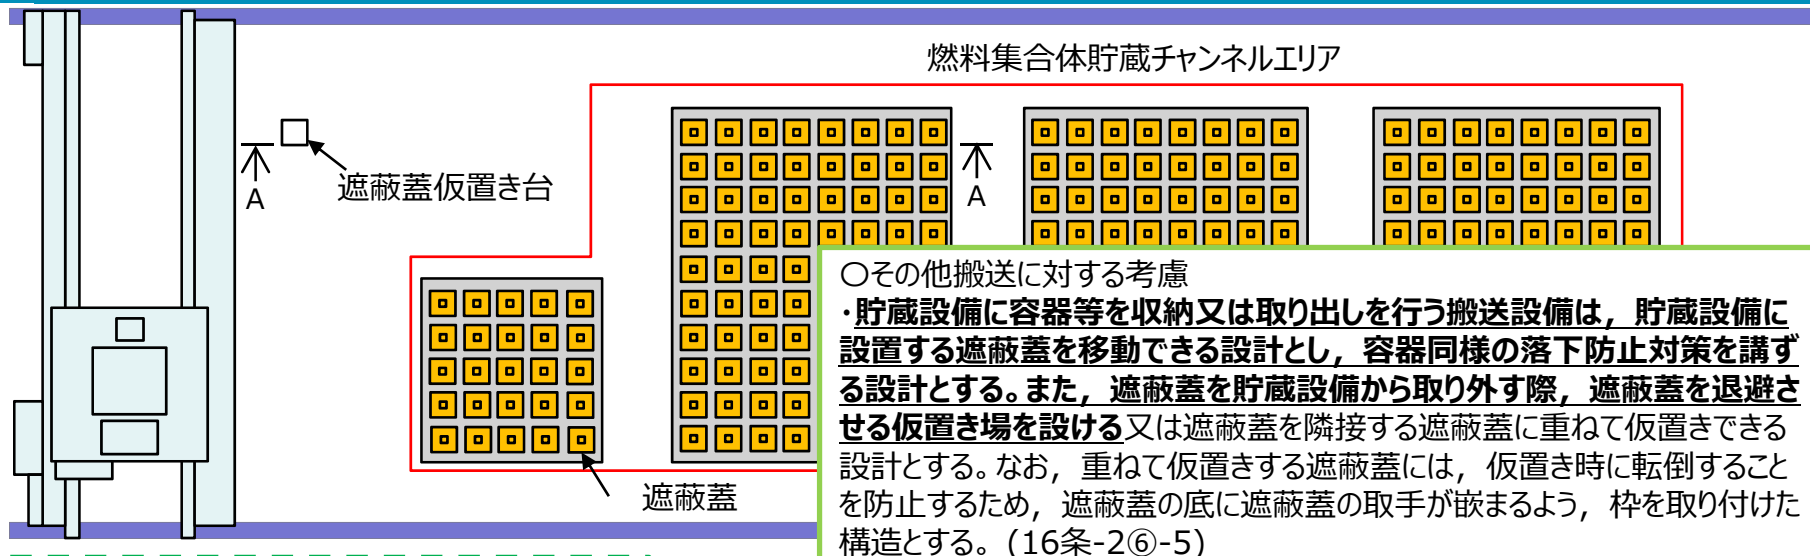 燃料集合体貯蔵チャンネルエリア
A
遮蔽蓋仮置き台
A
遮蔽蓋
〇その他搬送に対する考慮
・貯蔵設備に容器等を収納又は取り出しを行う搬送設備は，貯蔵設備に
設置する遮蔽蓋を移動できる設計とし，容器同様の落下防止対策を講ず
る設計とする。また，遮蔽蓋を貯蔵設備から取り外す際，遮蔽蓋を退避さ
せる仮置き場を設ける又は遮蔽蓋を隣接する遮蔽蓋に重ねて仮置きできる
設計とする。なお，重ねて仮置きする遮蔽蓋には，仮置き時に転倒すること
を防止するため，遮蔽蓋の底に遮蔽蓋の取手が嵌まるよう，枠を取り付けた
構造とする。(16条-2⑥-5)